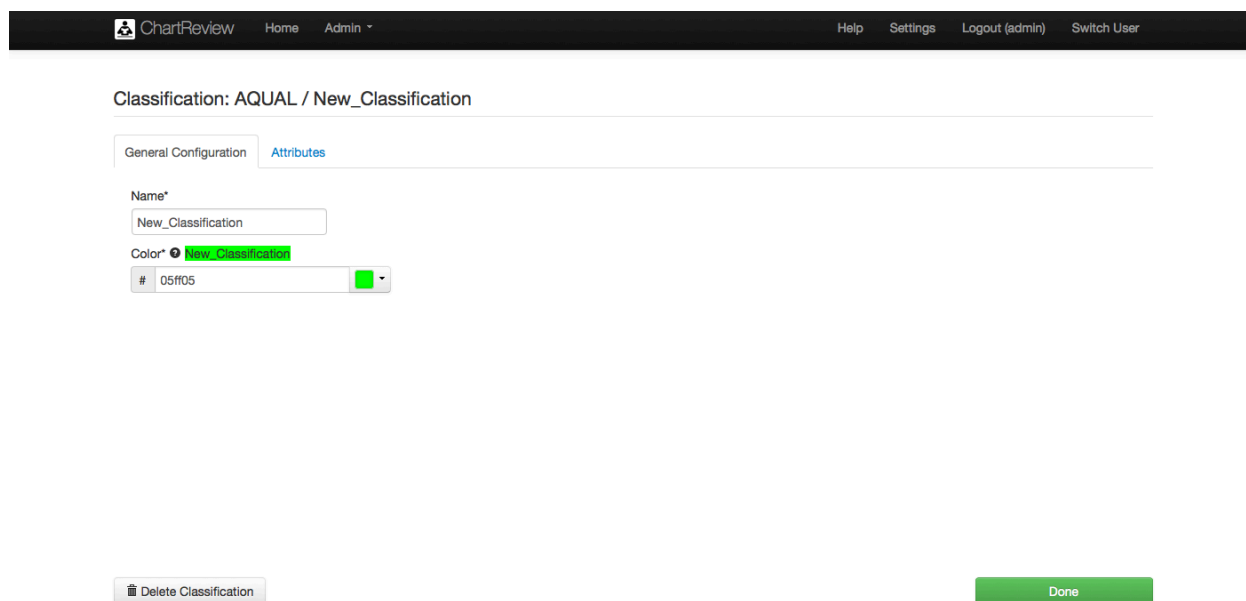 ChartReview Home Admin Help Settings Logout (admin) Switch User
Classification: AQUAL / New_Classification
General Configuration Attributes
Name*
New_Classification
Color* New_Classification
# 05ff05
Delete Classification Done